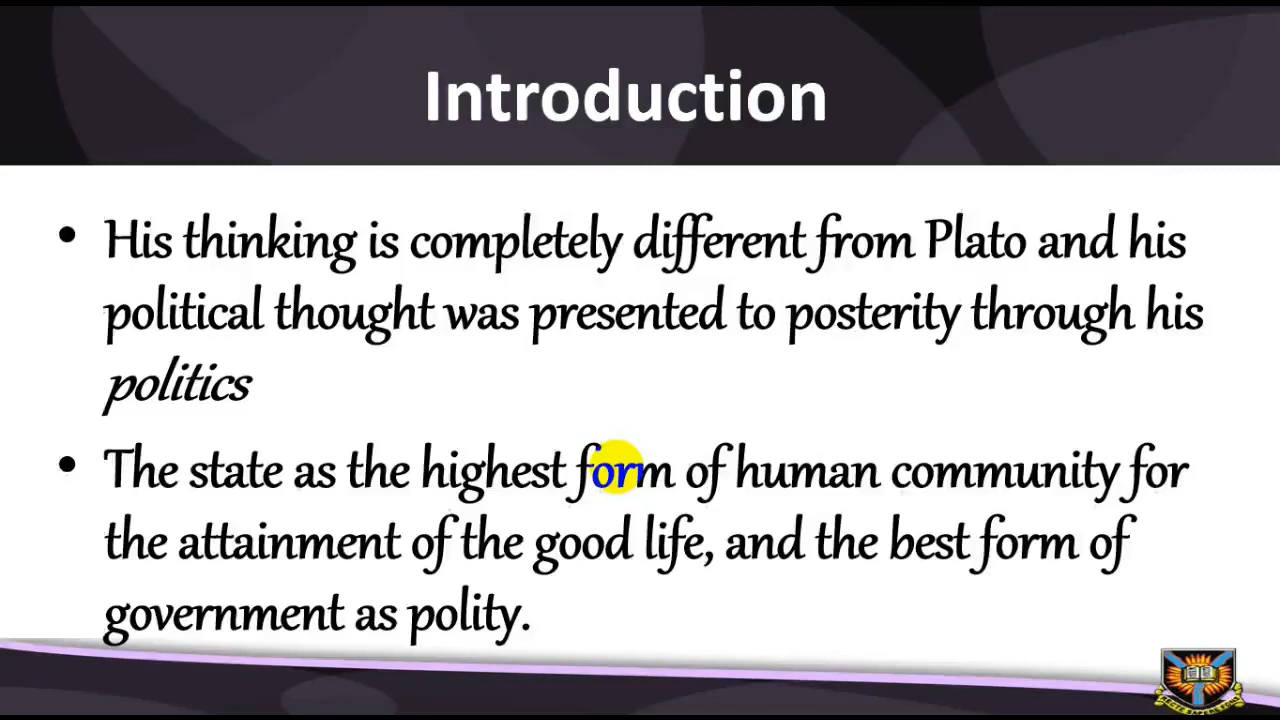 Introduction
• His thinking is completely different from Plato and his
political thought was presented to posterity through his
politics
• The state as the highest form of human community for
the attainment of the good life, and the best form of
government as polity.